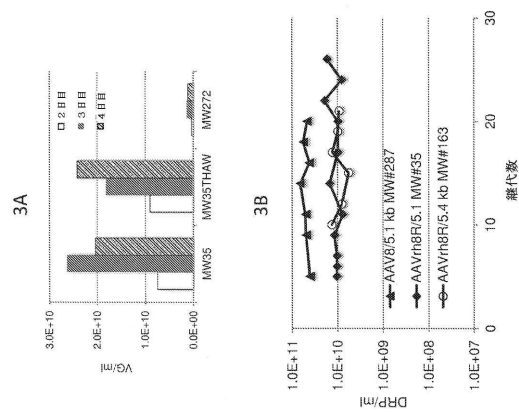 3A
3.0E+10
2.0E+10
1.0E+10
0.0E+00
VG/ml
2日目
3日目
4日目
MW35
MW35THAW
MW272
3B
1.0E+11
1.0E+10
1.0E+09
1.0E+08
1.0E+07
DRP/ml
AAV8/5.1 kb MW#287
AAVrh8R/5.1 MW#35
AAVrh8R/5.4 kb MW#163
0
10
20
30
継代数